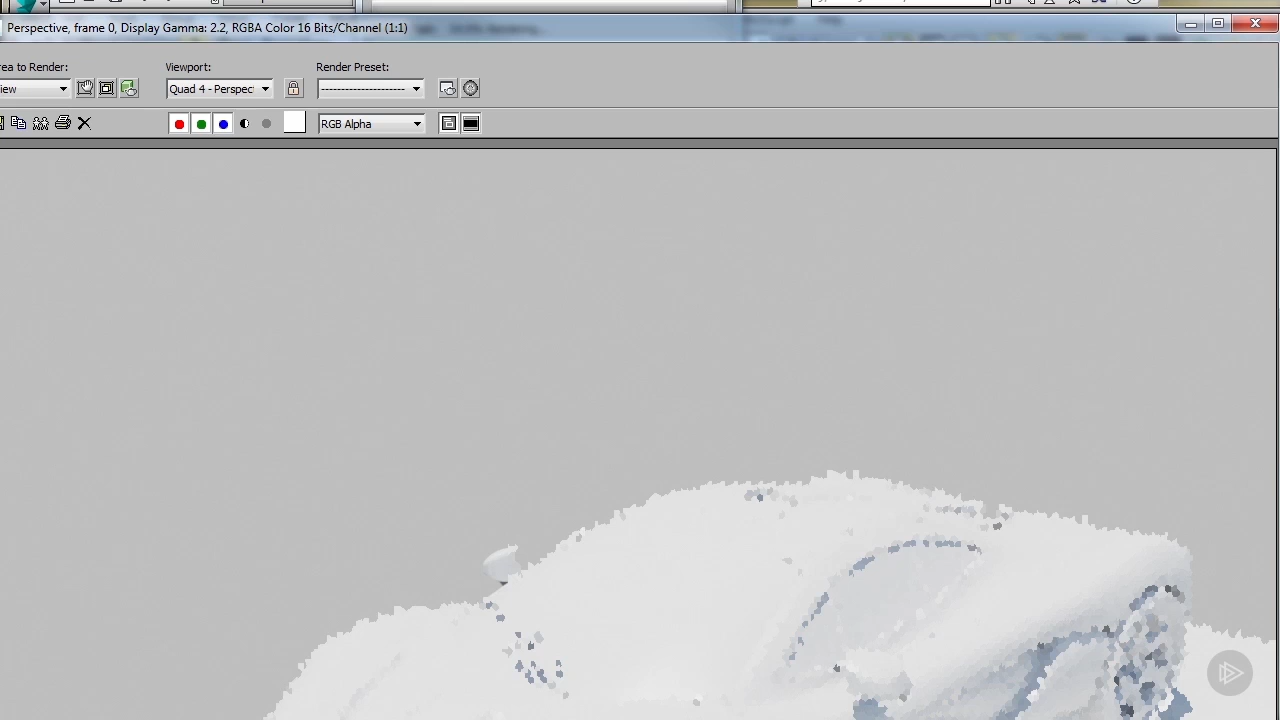 Perspective, frame 0, Display Gamma: 2.2, RGBA Color 16 Bits/Channel (1:1)
rea to Render: Viewport: Render Preset:
iew Quad 4 - Perspec ----------------------
RGB Alpha